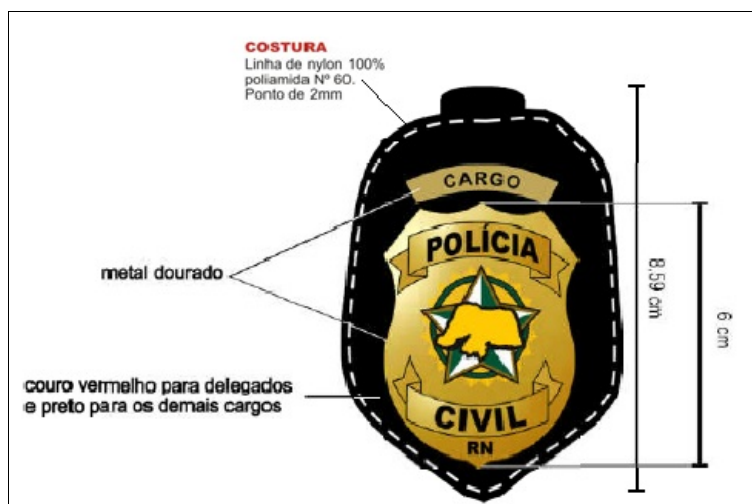 COSTURA
Linha de nylon 100%
poliamida Nº 60.
Ponto de 2mm
CARGO
POLÍCIA
metal dourado
8,59 cm
6 cm
couro vermelho para delegados
e preto para os demais cargos
CIVIL
RN